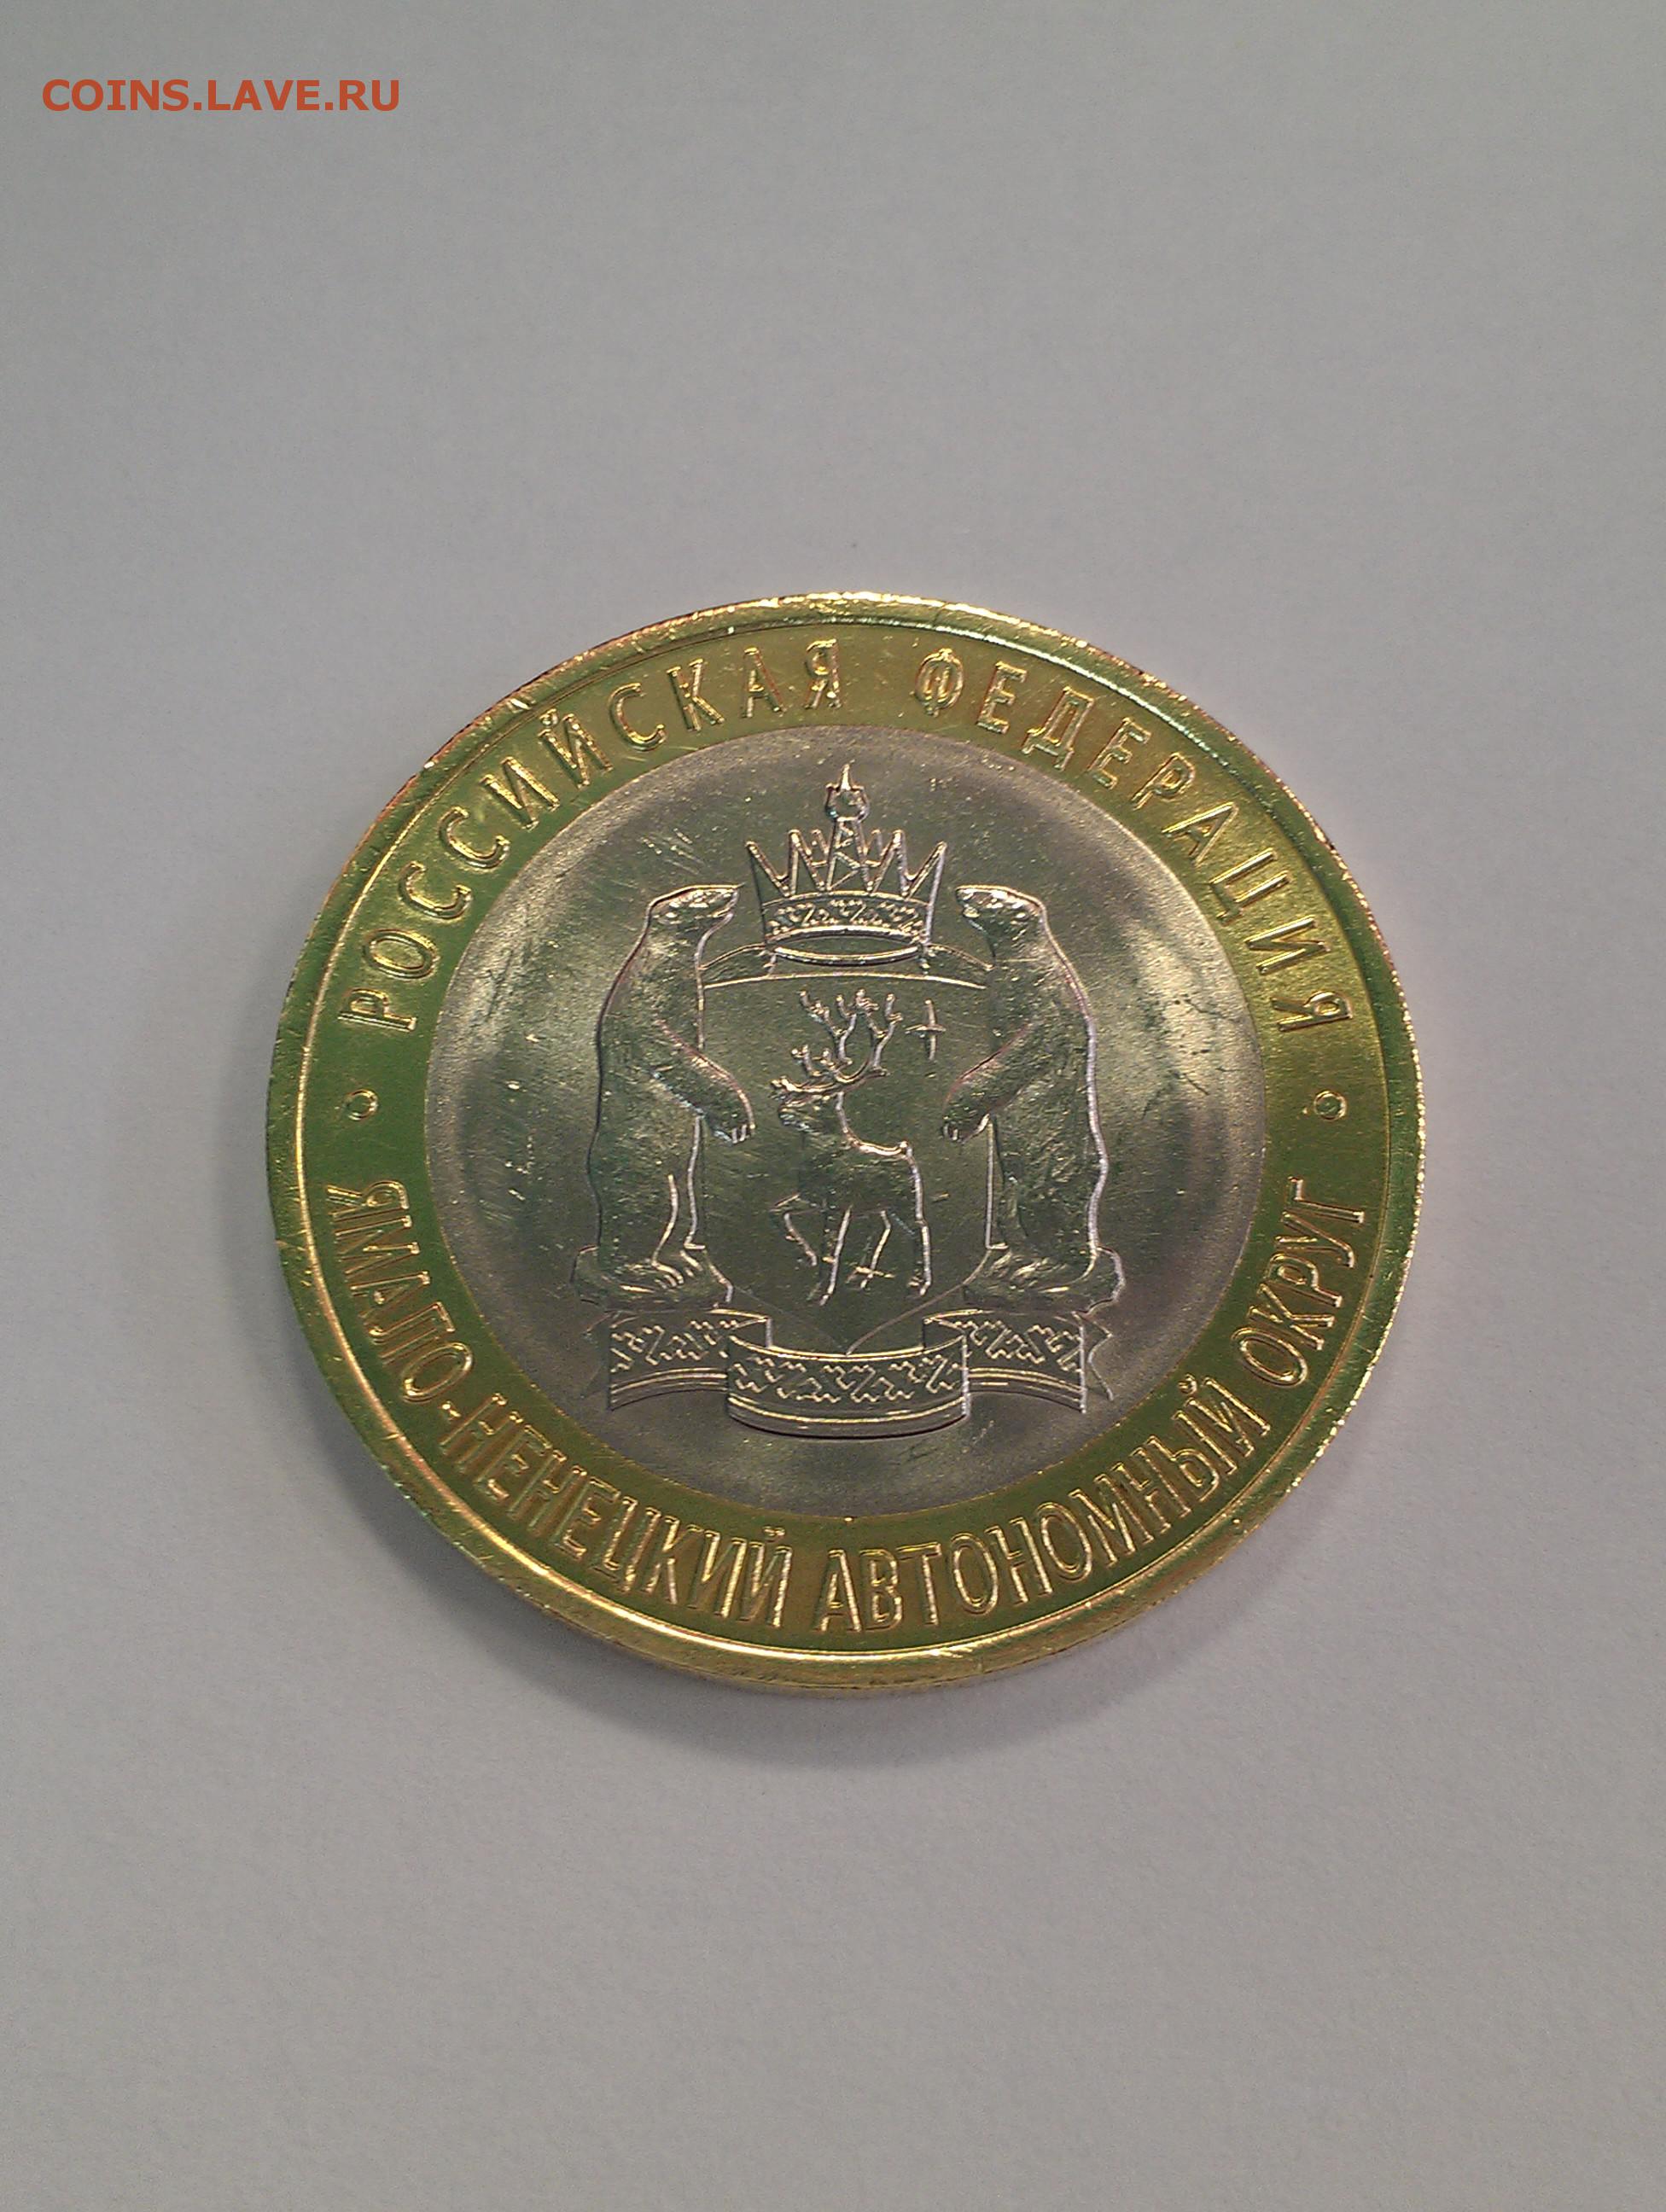 COINS.LAVE.RU
• РОССИЙСКАЯ ФЕДЕРАЦИЯ •
ЯМАЛО-НЕНЕЦКИЙ АВТОНОМНЫЙ ОКРУГ